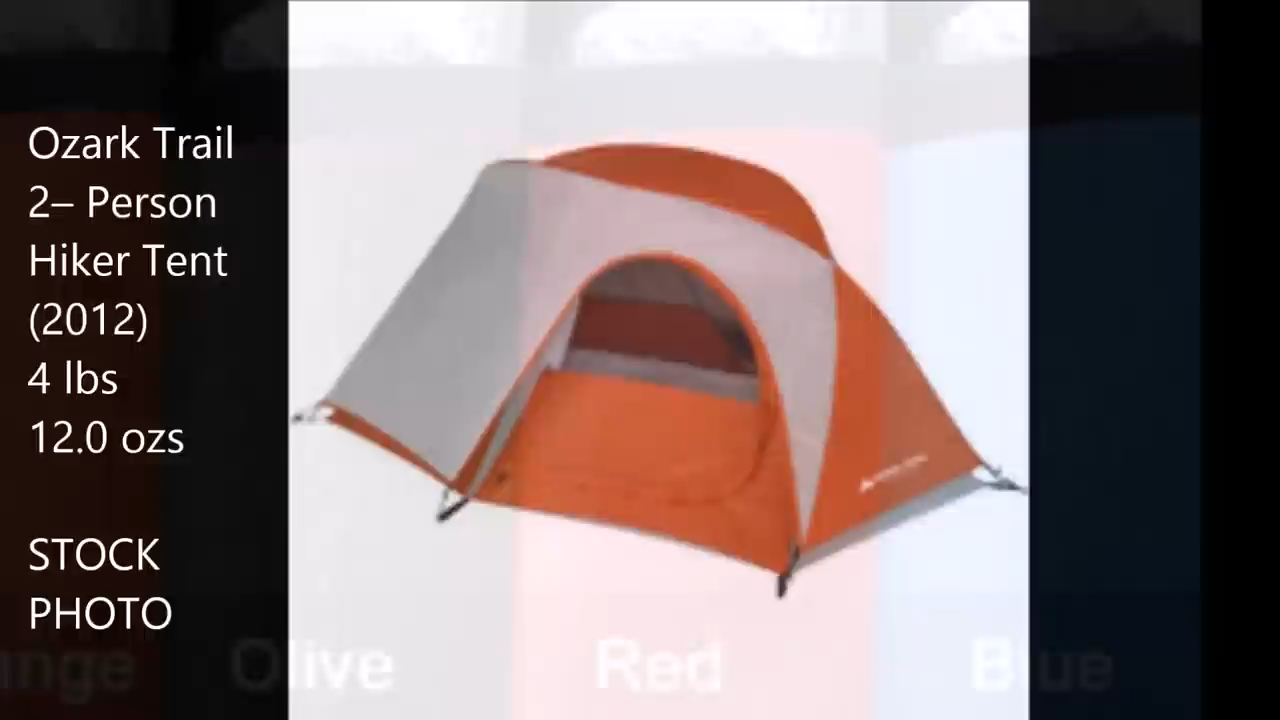 Ozark Trail
2– Person
Hiker Tent
(2012)
4 lbs
12.0 ozs
STOCK
PHOTO
Olive
Red
Blue